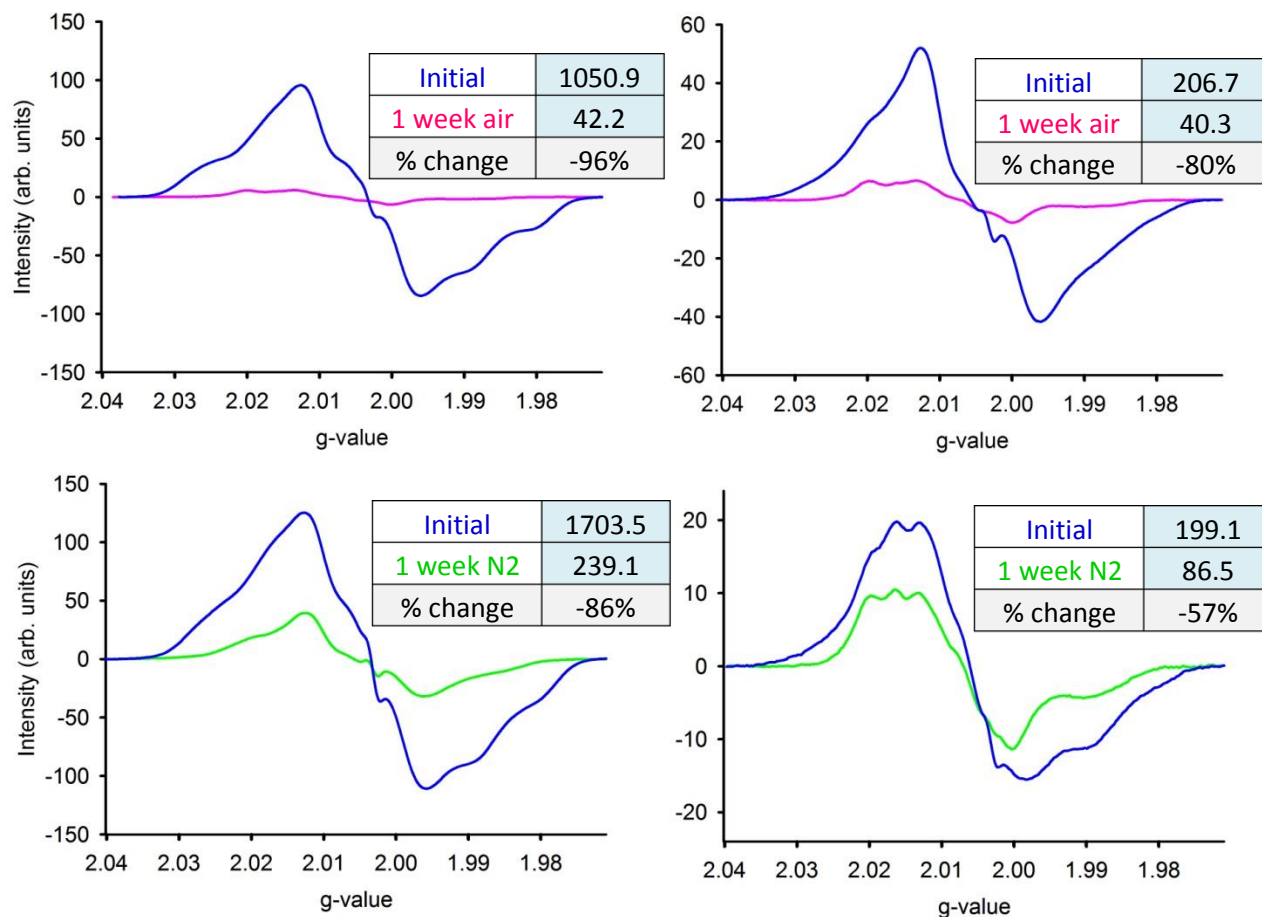 150
100
50
0
-50
-100
-150
Intensity (arb. units)
2.04 2.03 2.02 2.01 2.00 1.99 1.98
g-value
Initial 1050.9
1 week air 42.2
% change -96%
60
40
20
0
-20
-40
-60
2.04 2.03 2.02 2.01 2.00 1.99 1.98
g-value
Initial 206.7
1 week air 40.3
% change -80%
150
100
50
0
-50
-100
-150
Intensity (arb. units)
2.04 2.03 2.02 2.01 2.00 1.99 1.98
g-value
Initial 1703.5
1 week N2 239.1
% change -86%
20
10
0
-10
-20
2.04 2.03 2.02 2.01 2.00 1.99 1.98
g-value
Initial 199.1
1 week N2 86.5
% change -57%